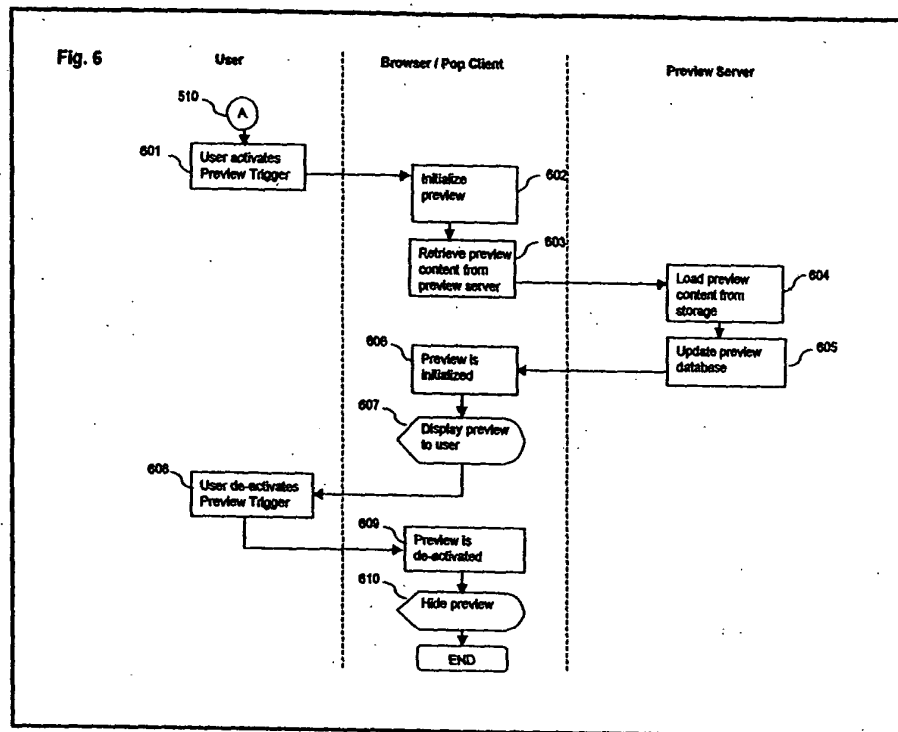 Fig. 6
User
Browser / Pop Client
Preview Server
510
A
601
User activates
Preview Trigger
Initialize
preview
602
Retrieve preview
content from
preview server
603
Load preview
content from
storage
604
606
Preview is
initialized
Update preview
database
605
607
Display preview
to user
608
User de-activates
Preview Trigger
609
Preview is
de-activated
610
Hide preview
END